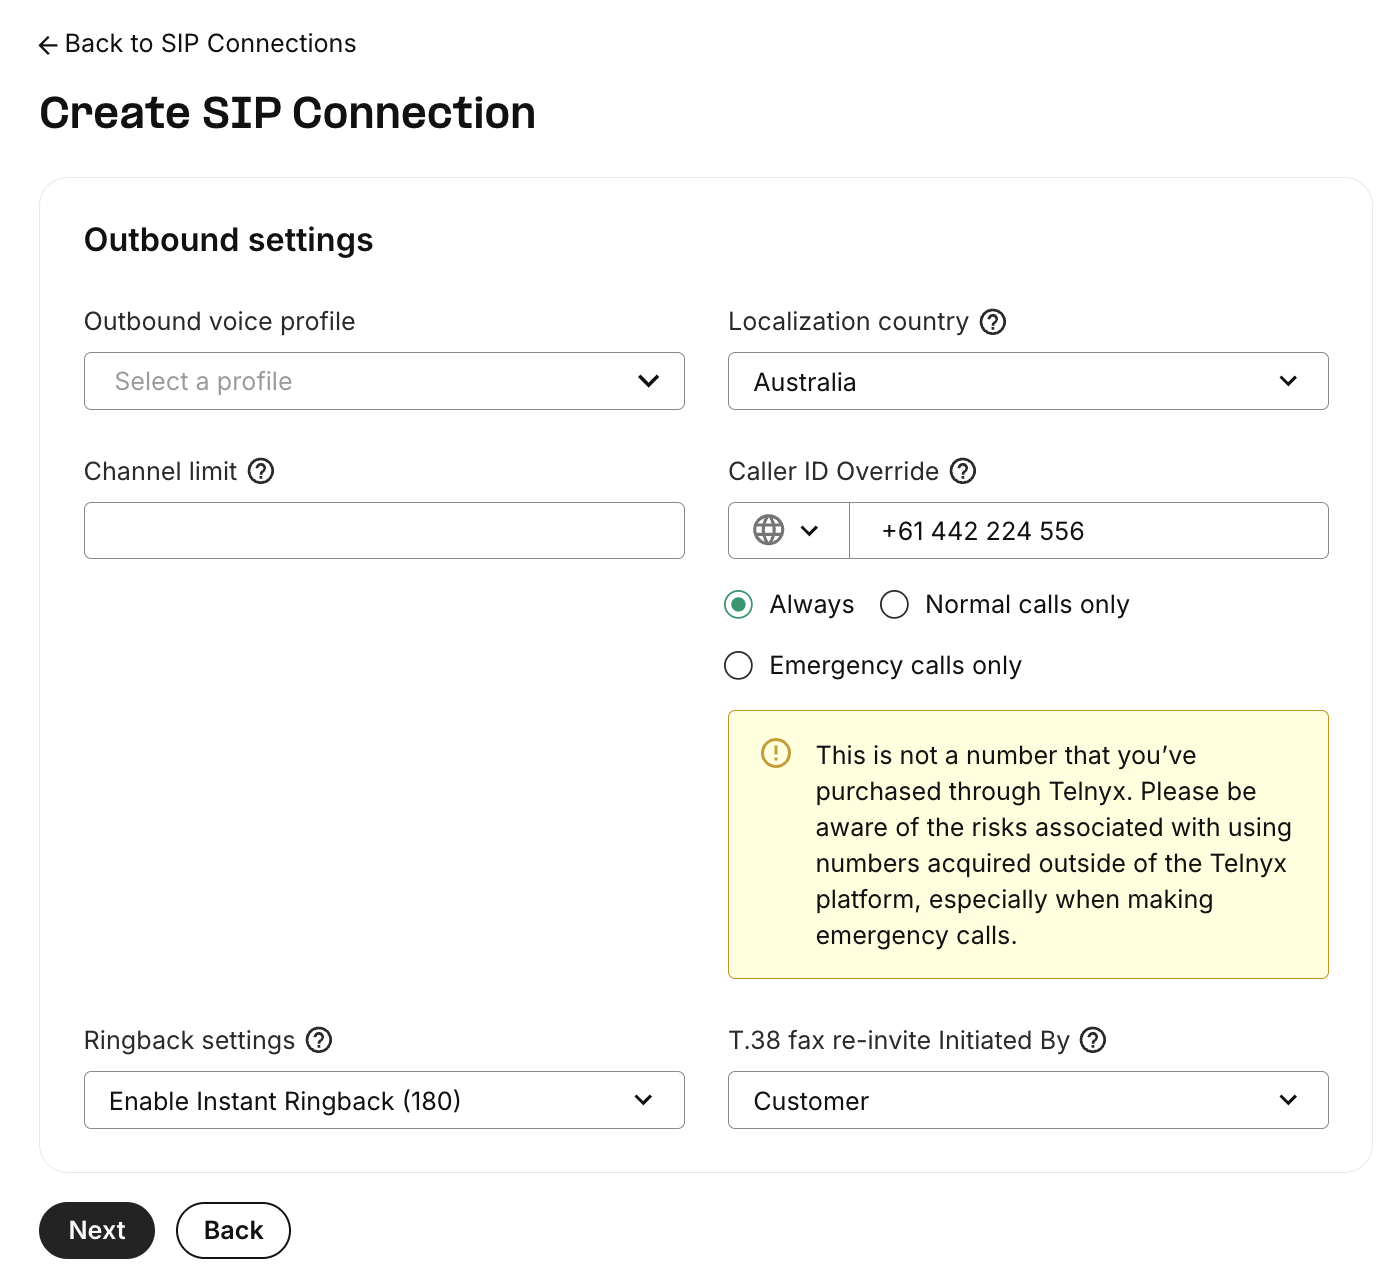 Back to SIP Connections
Create SIP Connection
Outbound settings
Outbound voice profile
Select a profile
Localization country
Australia
Channel limit
Caller ID Override
+61 442 224 556
Always
Normal calls only
Emergency calls only
This is not a number that you’ve
purchased through Telnyx. Please be
aware of the risks associated with using
numbers acquired outside of the Telnyx
platform, especially when making
emergency calls.
Ringback settings
Enable Instant Ringback (180)
T.38 fax re-invite Initiated By
Customer
Next
Back